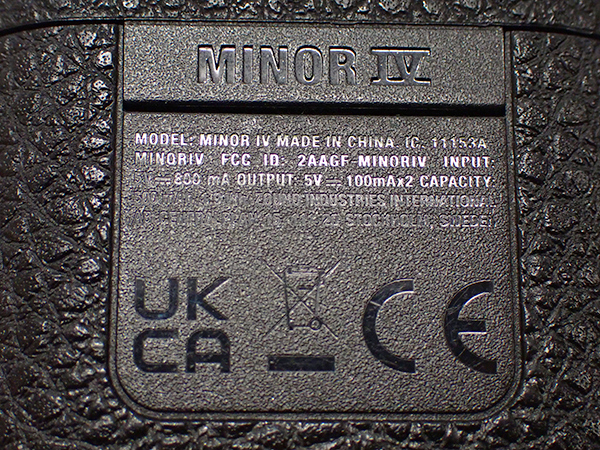 MINOR IV
MODEL: MINOR IV MADE IN CHINA IC: 11153A
MINORIV FCC ID: 2AAGF-MINORIV INPUT:
800 mA OUTPUT: 5V ⎓ 100mAx2 CAPACITY:
ZOUND INDUSTRIES INTERNATIONAL
STOCKHOLM, SWEDEN
UK
CA
CE